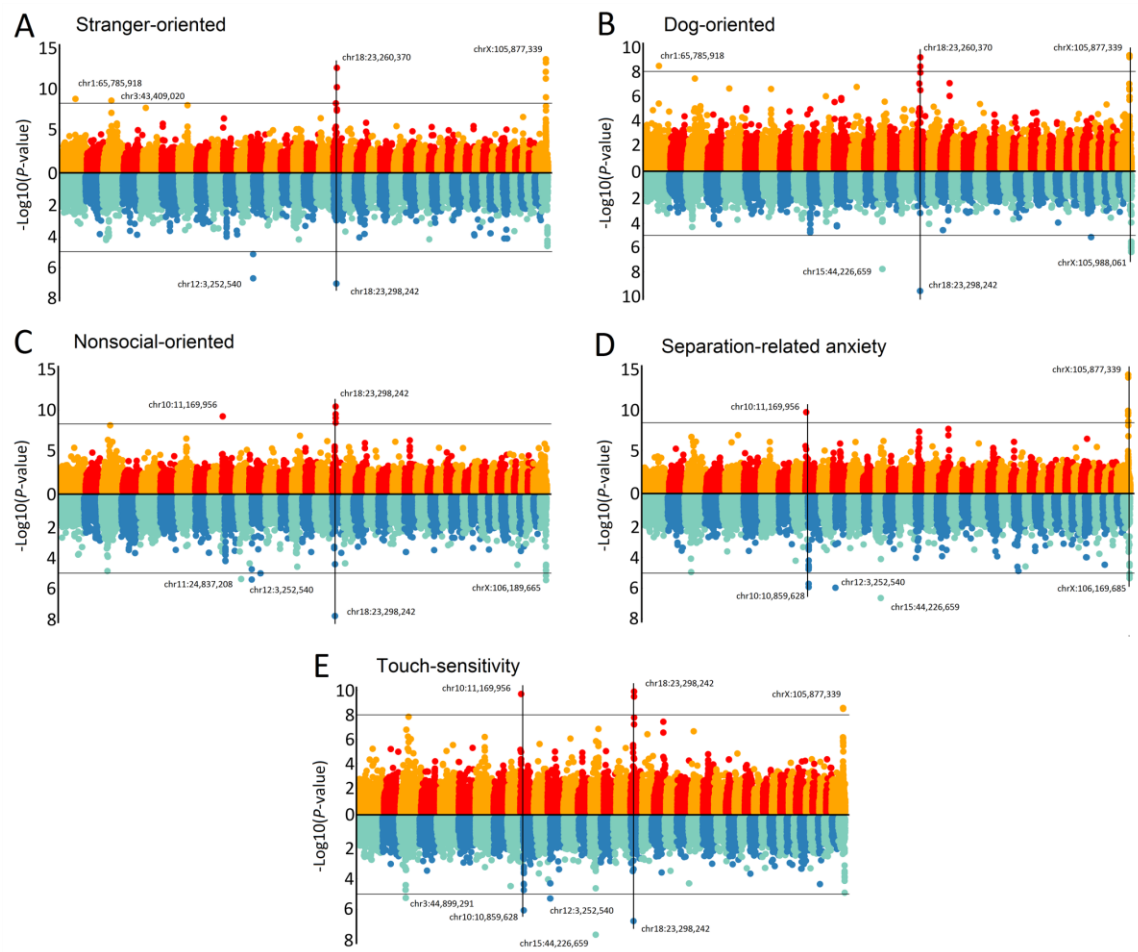 A Stranger-oriented
-Log10(P-value)
15
10
5
0
2
4
6
8
chr1:65,785,918
chr3:43,409,020
chr18:23,260,370
chrX:105,877,339
chr12:3,252,540
chr18:23,298,242
B Dog-oriented
-Log10(P-value)
10
8
6
4
2
0
2
4
6
8
10
chr1:65,785,918
chr18:23,260,370
chrX:105,877,339
chr15:44,226,659
chr18:23,298,242
chrX:105,988,061
C Nonsocial-oriented
-Log10(P-value)
15
10
5
0
2
4
6
8
chr10:11,169,956
chr18:23,298,242
chr11:24,837,208
chr12:3,252,540
chrX:106,189,665
chr18:23,298,242
D Separation-related anxiety
-Log10(P-value)
15
10
5
0
2
4
6
8
chr10:11,169,956
chrX:105,877,339
chr10:10,859,628
chr12:3,252,540
chr15:44,226,659
chrX:106,169,685
E Touch-sensitivity
-Log10(P-value)
10
8
6
4
2
0
2
4
6
8
chr10:11,169,956
chr18:23,298,242
chrX:105,877,339
chr3:44,899,291
chr10:10,859,628
chr12:3,252,540
chr15:44,226,659
chr18:23,298,242